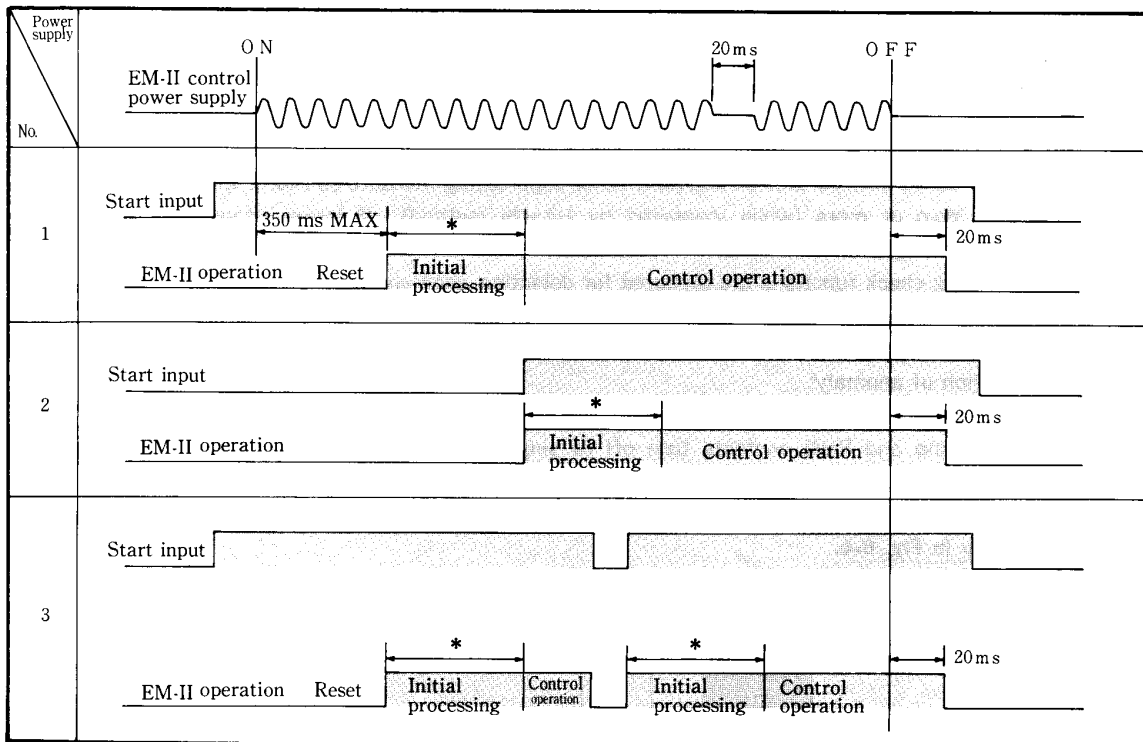 Power
supply
No.
ON
OFF
20ms
EM-II control
power supply
1
Start input
350 ms MAX
*
20ms
EM-II operation
Reset
Initial
processing
Control operation
2
Start input
*
20ms
EM-II operation
Initial
processing
Control operation
3
Start input
*
*
20ms
EM-II operation
Reset
Initial
processing
Control
operation
Initial
processing
Control
operation